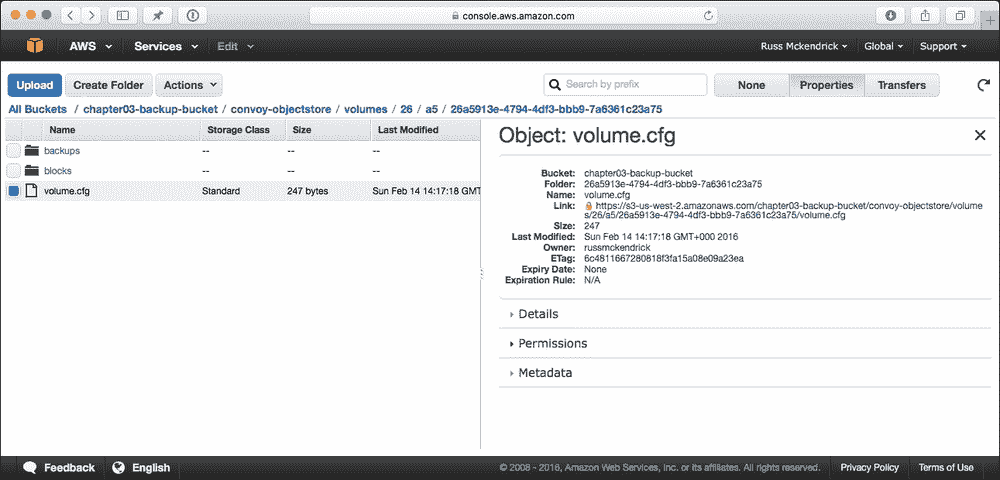 console.aws.amazon.com
AWS Services Edit Russ Mckendrick Global Support
Upload Create Folder Actions Search by prefix None Properties Transfers
All Buckets / chapter03-backup-bucket / convoy-objectstore / volumes / 26 / a5 / 26a5913e-4794-4df3-bbb9-7a6361c23a75
Name Storage Class Size Last Modified
backups -- -- --
blocks -- -- --
volume.cfg Standard 247 bytes Sun Feb 14 14:17:18 GMT
Object: volume.cfg
Bucket: chapter03-backup-bucket
Folder: 26a5913e-4794-4df3-bbb9-7a6361c23a75
Name: volume.cfg
Link: https://s3-us-west-2.amazonaws.com/chapter03-backup-bucket/convoy-objectstore/volume
s/26/a5/26a5913e-4794-4df3-bbb9-7a6361c23a75/volume.cfg
Size: 247
Last Modified: Sun Feb 14 14:17:18 GMT+000 2016
Owner: russmckendrick
ETag: 6c4811667280818f3fa15a08e09a23ea
Expiry Date: None
Expiration Rule: N/A
Details
Permissions
Metadata
Feedback English © 2008 - 2016, Amazon Web Services, Inc. or its affiliates. All rights reserved. Privacy Policy Terms of Use